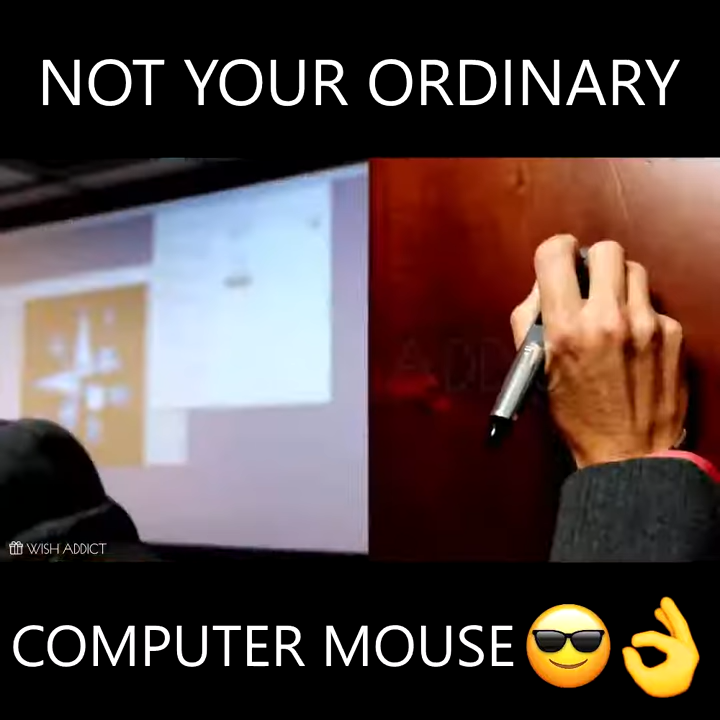 NOT YOUR ORDINARY
WISH ADDICT
COMPUTER MOUSE😎👌